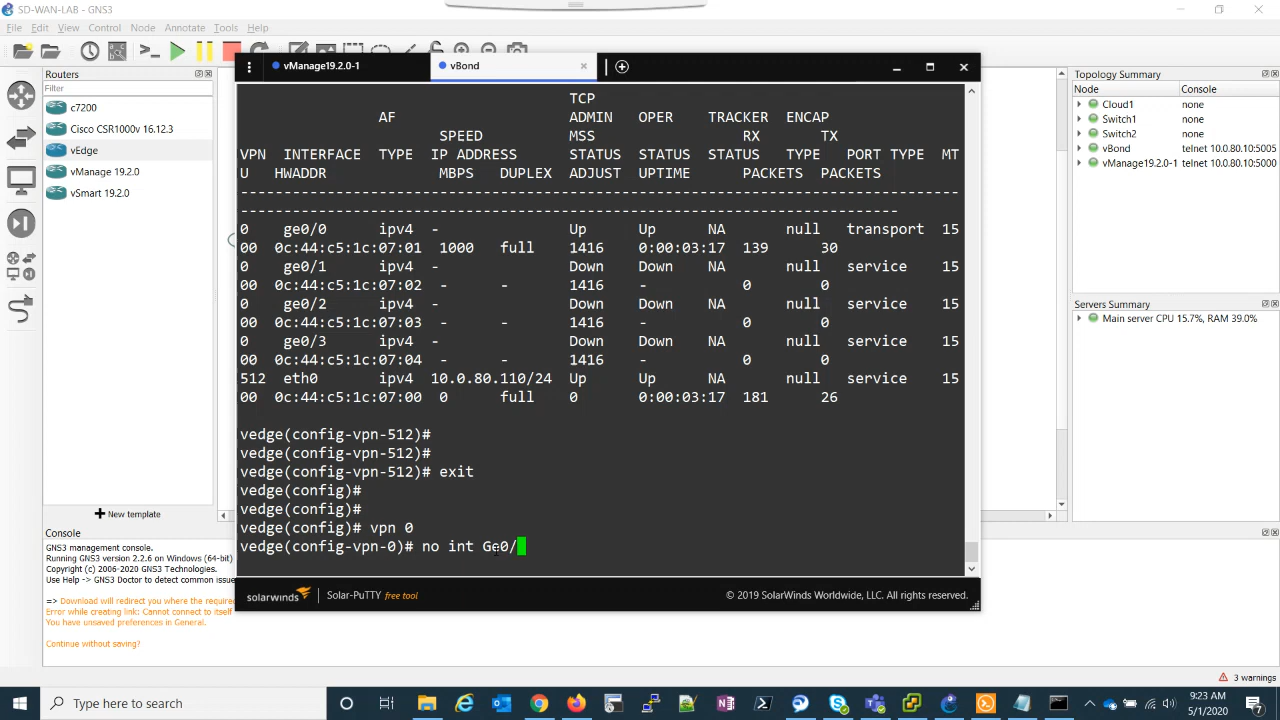 SD-WAN-LAB - GNS3
File Edit View Control Node Annotate Tools Help
Routers
Filter
c7200
Cisco CSR1000v 16.12.3
vEdge
vManage 19.2.0
vSmart 19.2.0
New template
vManage19.2.0-1
vBond
TCP
AF ADMIN OPER TRACKER ENCAP
SPEED MSS RX TX
VPN INTERFACE TYPE IP ADDRESS STATUS STATUS STATUS TYPE PORT TYPE MT
U HWADDR MBPS DUPLEX ADJUST UPTIME PACKETS PACKETS
-----------------------------------------------------------------------------------
----------------------------------------------------------------------------
0 ge0/0 ipv4 - Up Up NA null transport 15
00 0c:44:c5:1c:07:01 1000 full 1416 0:00:03:17 139 30
0 ge0/1 ipv4 - Down Down NA null service 15
00 0c:44:c5:1c:07:02 - - 1416 - 0 0
0 ge0/2 ipv4 - Down Down NA null service 15
00 0c:44:c5:1c:07:03 - - 1416 - 0 0
0 ge0/3 ipv4 - Down Down NA null service 15
00 0c:44:c5:1c:07:04 - - 1416 - 0 0
512 eth0 ipv4 10.0.80.110/24 Up Up NA null service 15
00 0c:44:c5:1c:07:00 0 full 0 0:00:03:17 181 26
vedge(config-vpn-512)#
vedge(config-vpn-512)#
vedge(config-vpn-512)# exit
vedge(config)#
vedge(config)#
vedge(config)# vpn 0
vedge(config-vpn-0)# no int Ge0/
solarwinds Solar-PuTTY free tool
© 2019 SolarWinds Worldwide, LLC. All rights reserved.
Topology Summary
Node Console
Cloud1 none
Switch1 none
Switch2 none
vBond telnet 10.0.80.10:5005
vManage19.2.0-1 telnet 10.0.80.10:5000
Servers Summary
Main server CPU 15.7%, RAM 39.0%
Console
GNS3 management console.
Running GNS3 version 2.2.6 on Windows (64-bit)
Copyright (c) 2006-2020 GNS3 Technologies.
Use Help -> GNS3 Doctor to detect common issue
=> Download will redirect you where the required
Error while creating link: Cannot connect to itself
You have unsaved preferences in General.
Continue without saving?
3 warnings
Type here to search
9:23 AM
5/1/2020